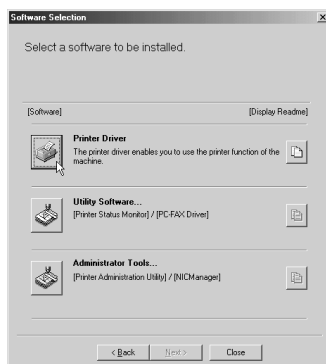 Software Selection
Select a software to be installed.
[Software] [Display Readme]
Printer Driver
The printer driver enables you to use the printer function of the
machine.
Utility Software...
[Printer Status Monitor] / [PC-FAX Driver]
Administrator Tools...
[Printer Administration Utility] / [NICManager]
< Back Next > Close